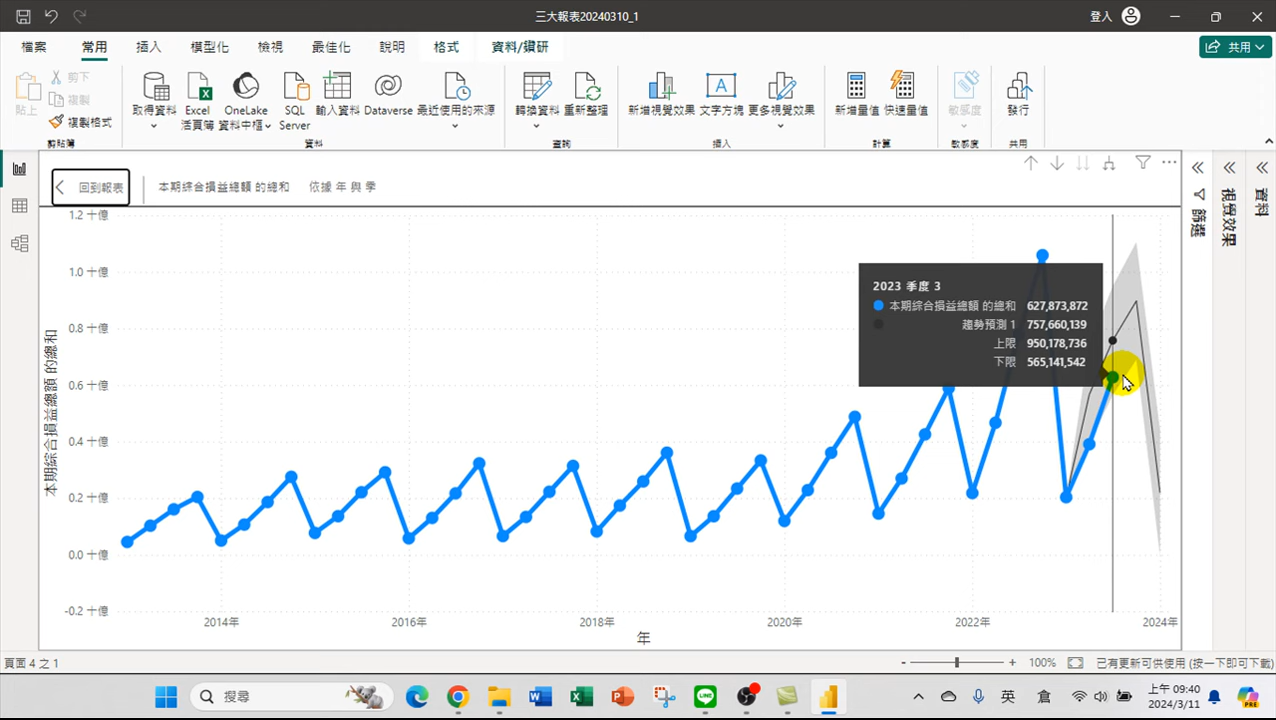 三大報表20240310_1
登入
檔案 常用 插入 模型化 檢視 最佳化 說明 格式 資料/鑽研
共用
貼上
剪下
複製
複製格式
剪貼簿
取得資料
Excel 活頁簿
OneLake 資料中樞
SQL Server
輸入資料
Dataverse
最近使用的來源
資料
轉換資料
重新整理
查詢
新增視覺效果
文字方塊
更多視覺效果
插入
新增量值
快速量值
計算
敏感度
敏感度
發行
共用
回到報表
本期綜合損益總額 的總和 依據 年 與 季
篩選
視覺效果
資料
1.2 十億
1.0 十億
0.8 十億
0.6 十億
0.4 十億
0.2 十億
0.0 十億
-0.2 十億
本期綜合損益總額 的總和
2023 季度 3
本期綜合損益總額 的總和 627,873,872
趨勢預測 1 757,660,139
上限 950,178,736
下限 565,141,542
2014年 2016年 2018年 2020年 2022年 2024年
年
頁面 4 之 1
- + 100%
已有更新可供使用 (按一下即可下載)
搜尋
英
上午 09:40
2024/3/11
PRE